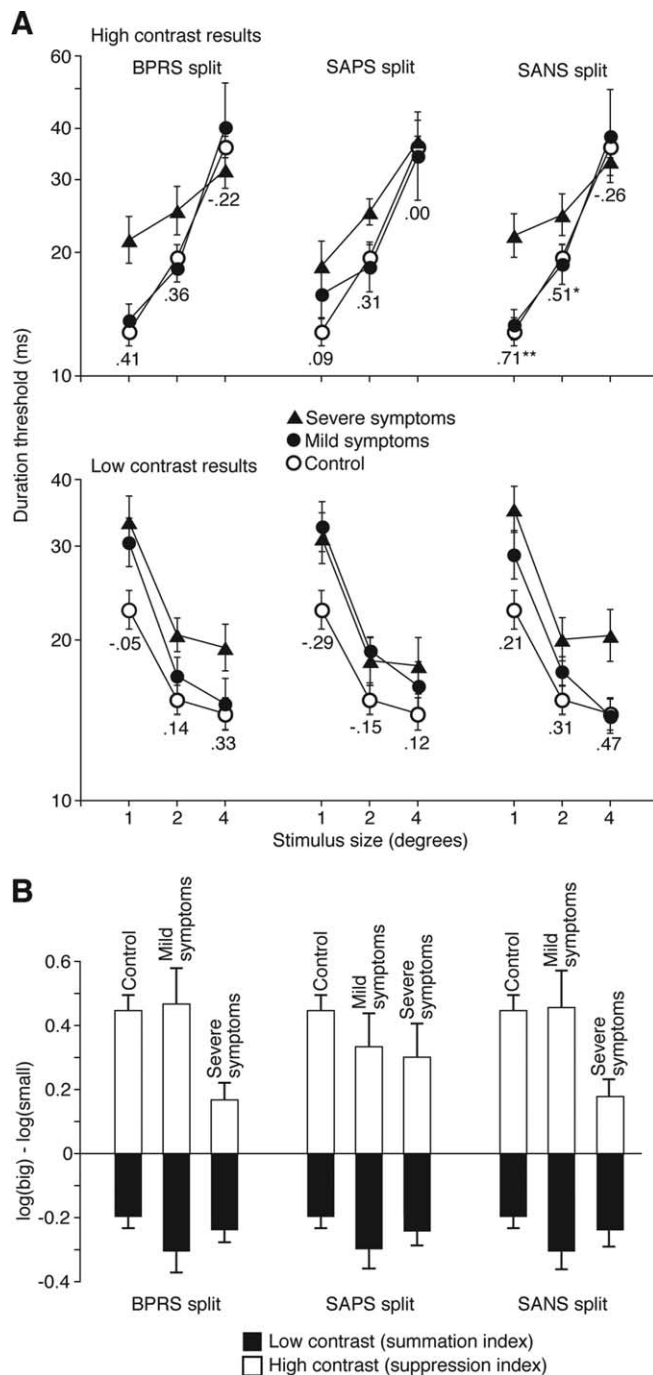 A
High contrast results
BPRS split
SAPS split
SANS split
60
40
30
20
10
-.22
.36
.41
.00
.31
.09
-.26
.51*
.71**
Duration threshold (ms)
Severe symptoms
Mild symptoms
Control
Low contrast results
40
30
20
10
-.05
.14
.33
-.29
-.15
.12
.21
.31
.47
1 2 4 1 2 4 1 2 4
Stimulus size (degrees)
B
log(big) - log(small)
0.6
0.4
0.2
0
-0.2
-0.4
Control
Mild
symptoms
Severe
symptoms
Control
Mild
symptoms
Severe
symptoms
Control
Mild
symptoms
Severe
symptoms
BPRS split
SAPS split
SANS split
Low contrast (summation index)
High contrast (suppression index)